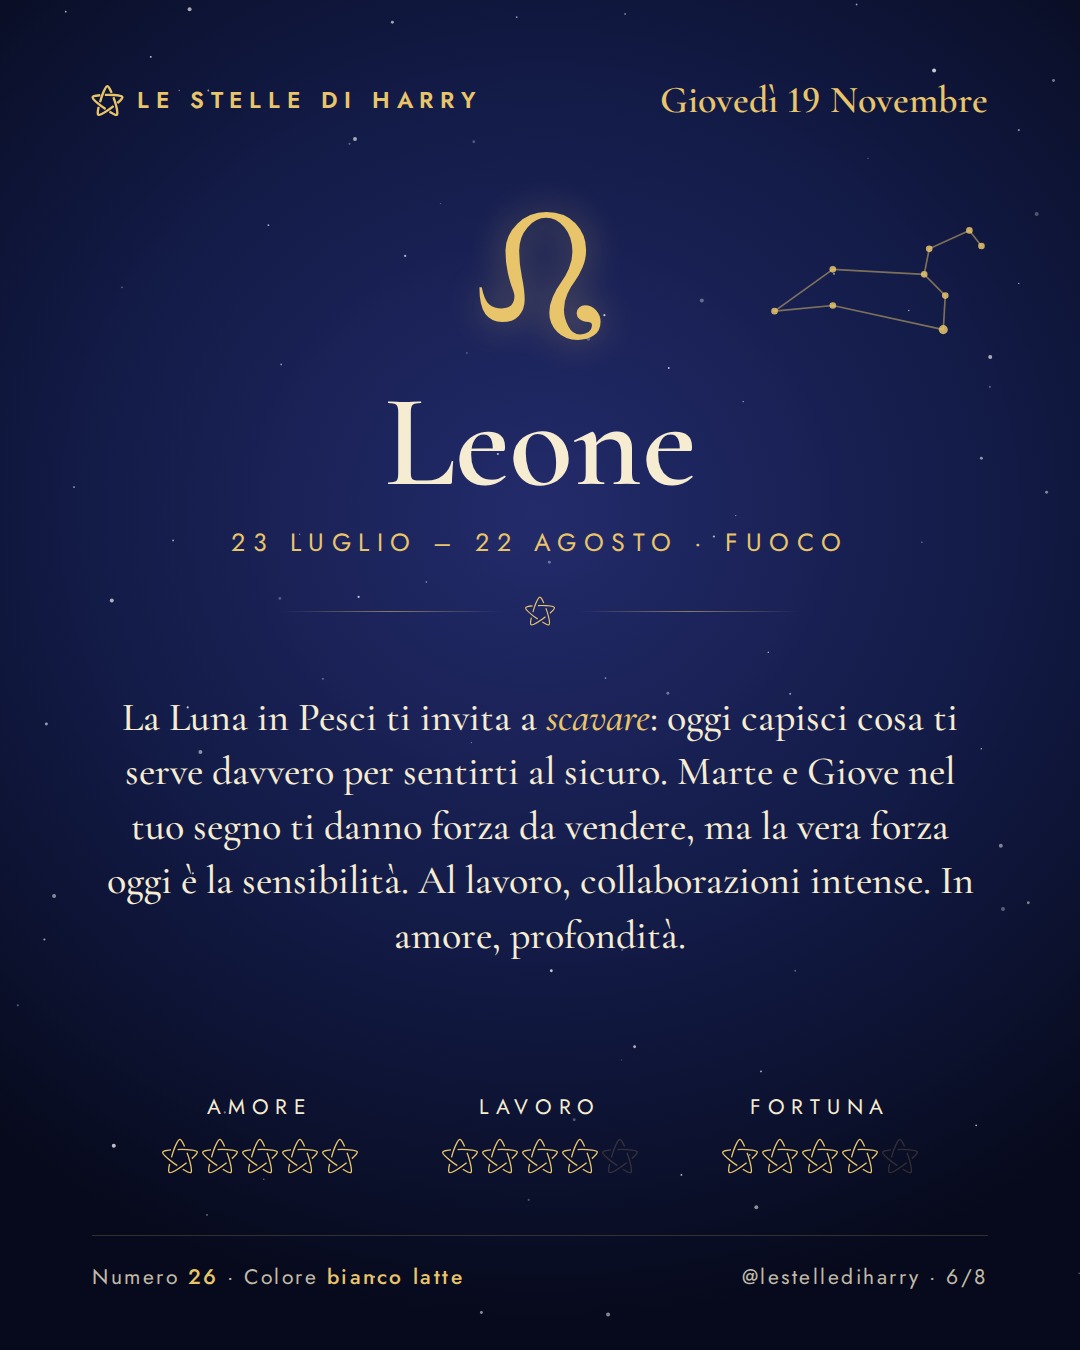 LE STELLE DI HARRY
Giovedì 19 Novembre
Leone
23 LUGLIO — 22 AGOSTO · FUOCO
La Luna in Pesci ti invita a scavare: oggi capisci cosa ti
serve davvero per sentirti al sicuro. Marte e Giove nel
tuo segno ti danno forza da vendere, ma la vera forza
oggi è la sensibilità. Al lavoro, collaborazioni intense. In
amore, profondità.
AMORE
LAVORO
FORTUNA
Numero 26 · Colore bianco latte
@lestellediharry · 6/8